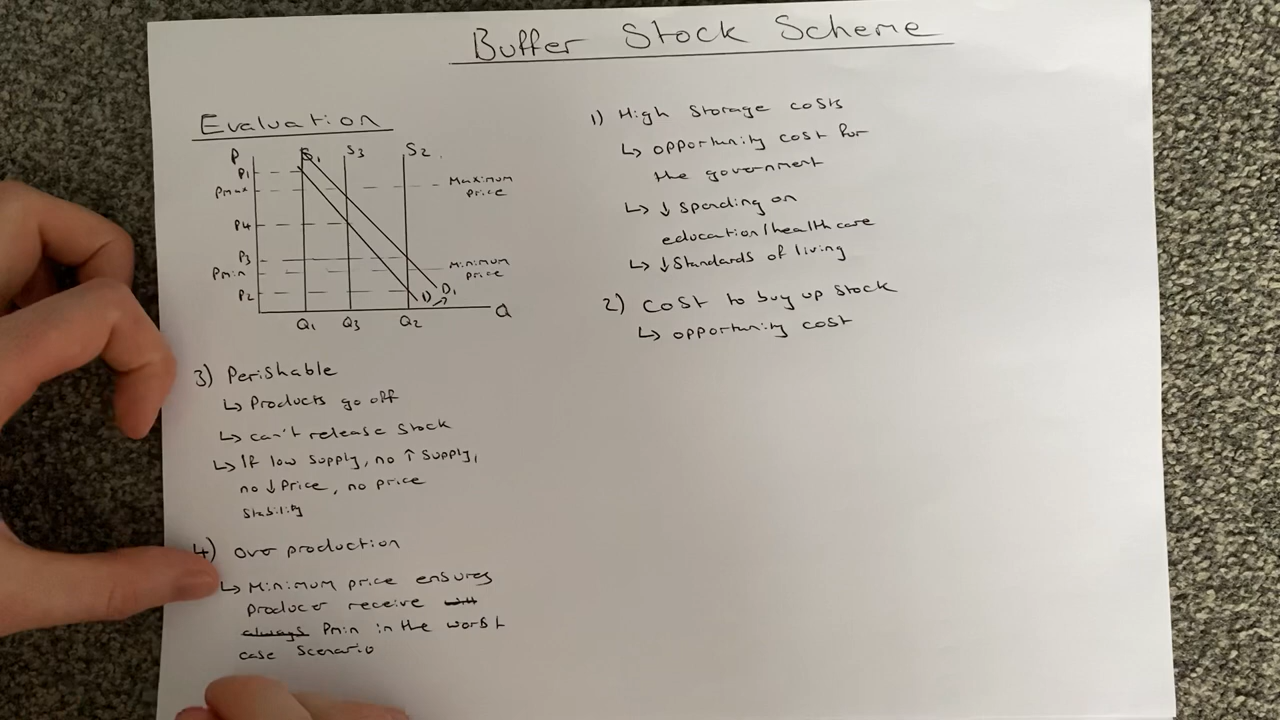 Buffer Stock Scheme
Evaluation
P
P1
Pmax
P4
P3
Pmin
P2
S1
S3
S2
Maximum
Price
Minimum
Price
D
D1
Q1
Q3
Q2
Q
1) High storage costs
↳ opportunity cost for
the government
↳ ↓ spending on
education/healthcare
↳ ↓ Standards of living
2) Cost to buy up stock
↳ opportunity cost
3) Perishable
↳ Products go off
↳ can't release stock
↳ If low supply, no ↑ supply,
no ↓ Price, no price
stability
4) Over production
↳ Minimum price ensures
producer receive
always Pmin in the worst
case scenario